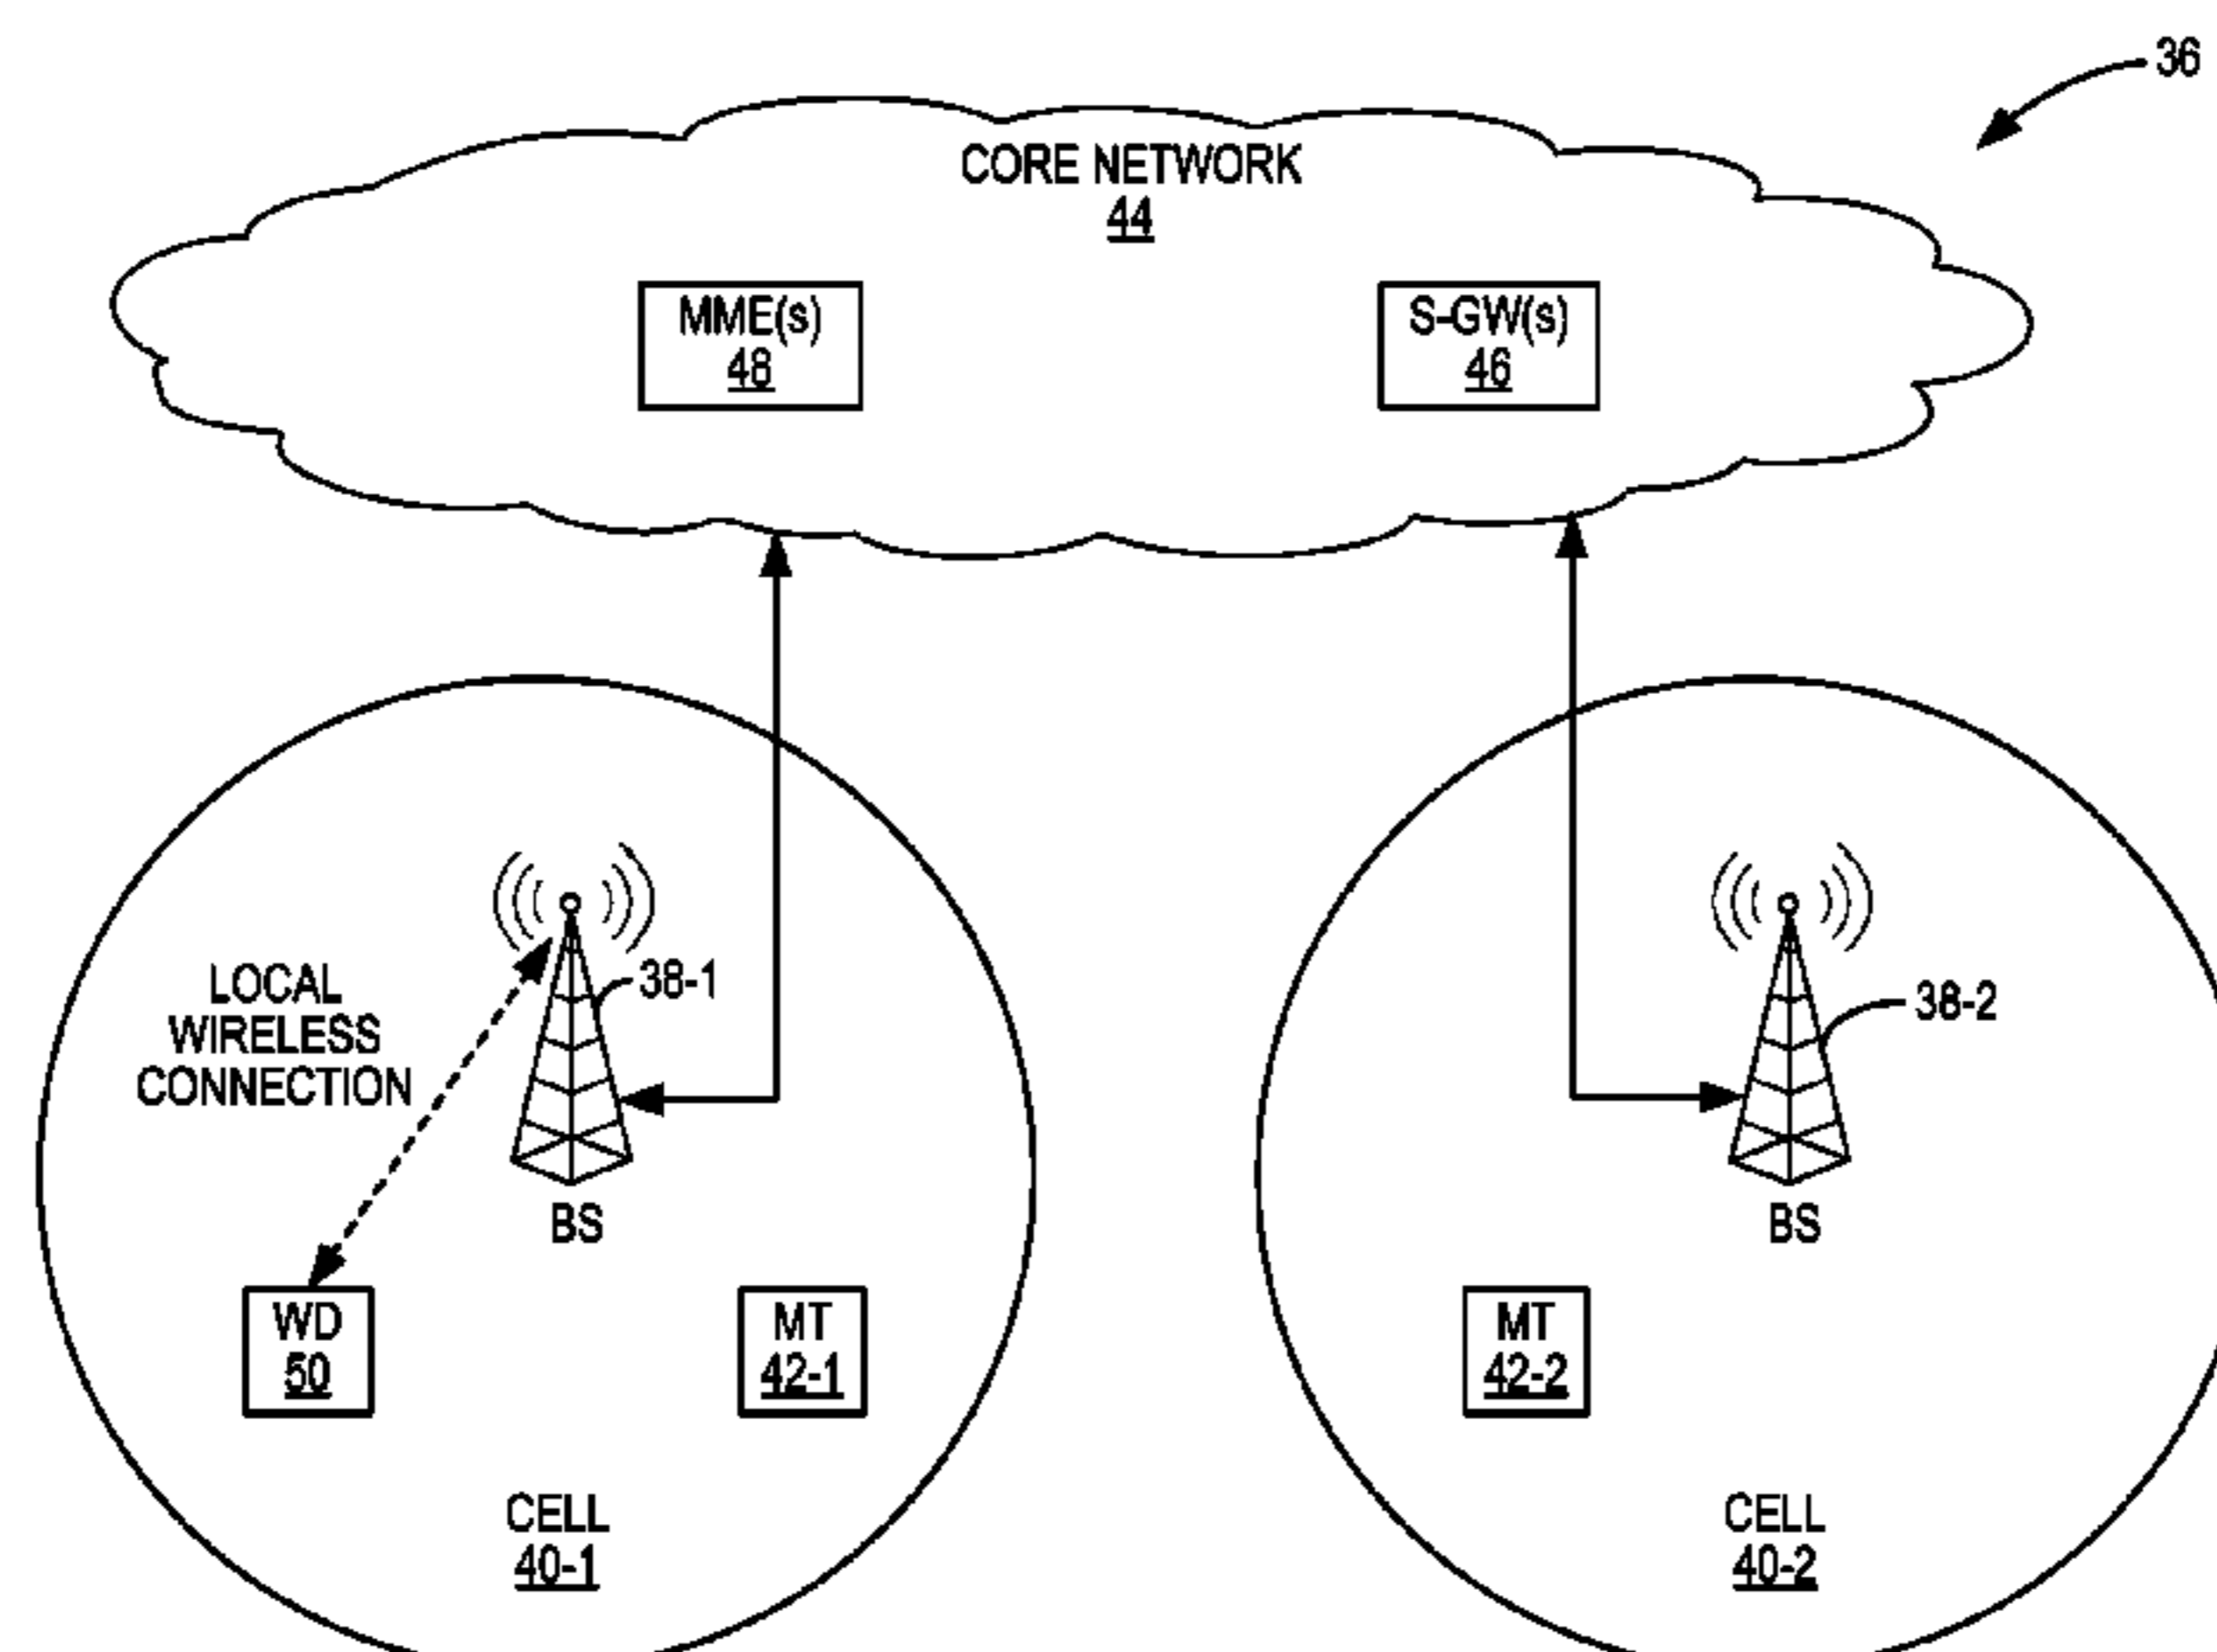 36
CORE NETWORK
44
MME(s)
48
S-GW(s)
46
LOCAL
WIRELESS
CONNECTION
38-1
BS
WD
50
MT
42-1
CELL
40-1
38-2
BS
MT
42-2
CELL
40-2